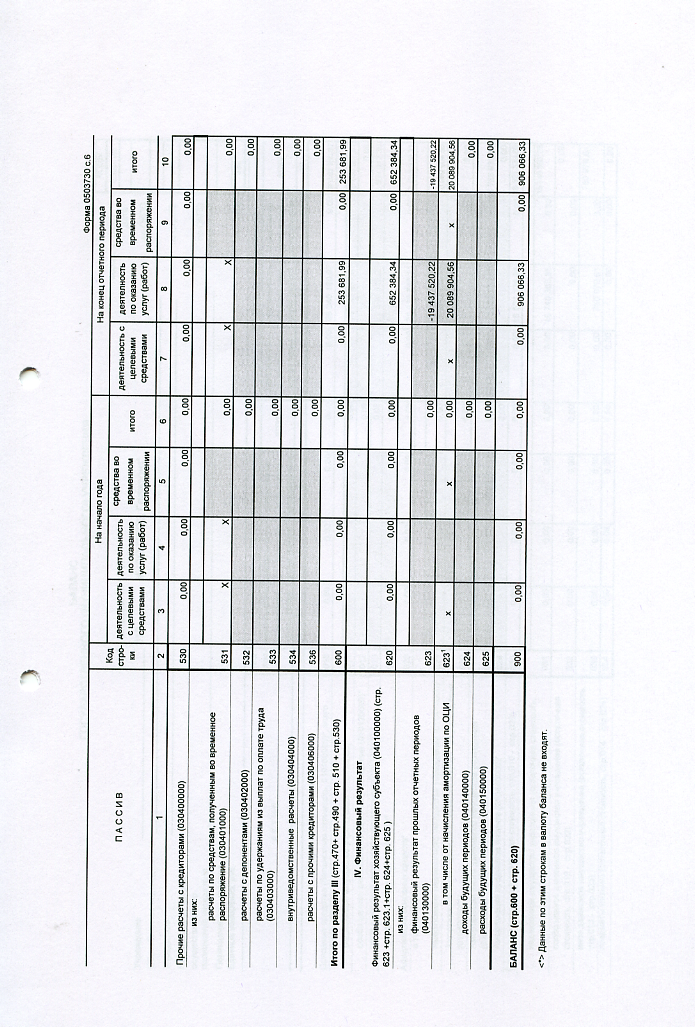 Форма 0503730 с.6
П А С С И В | Код стро- ки | На начало года | На конец отчетного периода
деятельность с целевыми средствами | деятельность по оказанию услуг (работ) | средства во временном распоряжении | итого | деятельность с целевыми средствами | деятелность по оказанию услуг (работ) | средства во временном распоряжении | итого
1 | 2 | 3 | 4 | 5 | 6 | 7 | 8 | 9 | 10
Прочие расчеты с кредиторами (030400000) | 530 | 0,00 | 0,00 | 0,00 | 0,00 | 0,00 | 0,00 | 0,00 | 0,00
из них:
расчеты по средствам, полученным во временное
распоряжение (030401000) | 531 | X | X | 0,00 | X | X | 0,00
расчеты с депонентами (030402000) | 532 | 0,00 | 0,00
расчеты по удержаниям из выплат по оплате труда
(030403000) | 533 | 0,00 | 0,00
внутриведомственные расчеты (030404000) | 534 | 0,00 | 0,00
расчеты с прочими кредиторами (030406000) | 536 | 0,00 | 0,00
Итого по разделу III (стр.470+ стр.490 + стр. 510 + стр.530) | 600 | 0,00 | 0,00 | 0,00 | 0,00 | 0,00 | 253 681,99 | 0,00 | 253 681,99
IV. Финансовый результат
Финансовый результат хозяйствующего субъекта (040100000) (стр.
623 +стр. 623.1+стр. 624+стр. 625 ) | 620 | 0,00 | 0,00 | 0,00 | 0,00 | 0,00 | 652 384,34 | 0,00 | 652 384,34
из них:
финансовый результат прошлых отчетных периодов
(040130000) | 623 | 0,00 | -19 437 520,22 | -19 437 520,22
в том числе от начисления амортизации по ОЦИ | 623¹ | x | x | 0,00 | x | 20 089 904,56 | x | 20 089 904,56
доходы будущих периодов (040140000) | 624 | 0,00 | 0,00
расходы будущих периодов (040150000) | 625 | 0,00 | 0,00
БАЛАНС (стр.600 + стр. 620) | 900 | 0,00 | 0,00 | 0,00 | 0,00 | 0,00 | 906 066,33 | 0,00 | 906 066,33
<*> Данные по этим строкам в валюту баланса не входят.